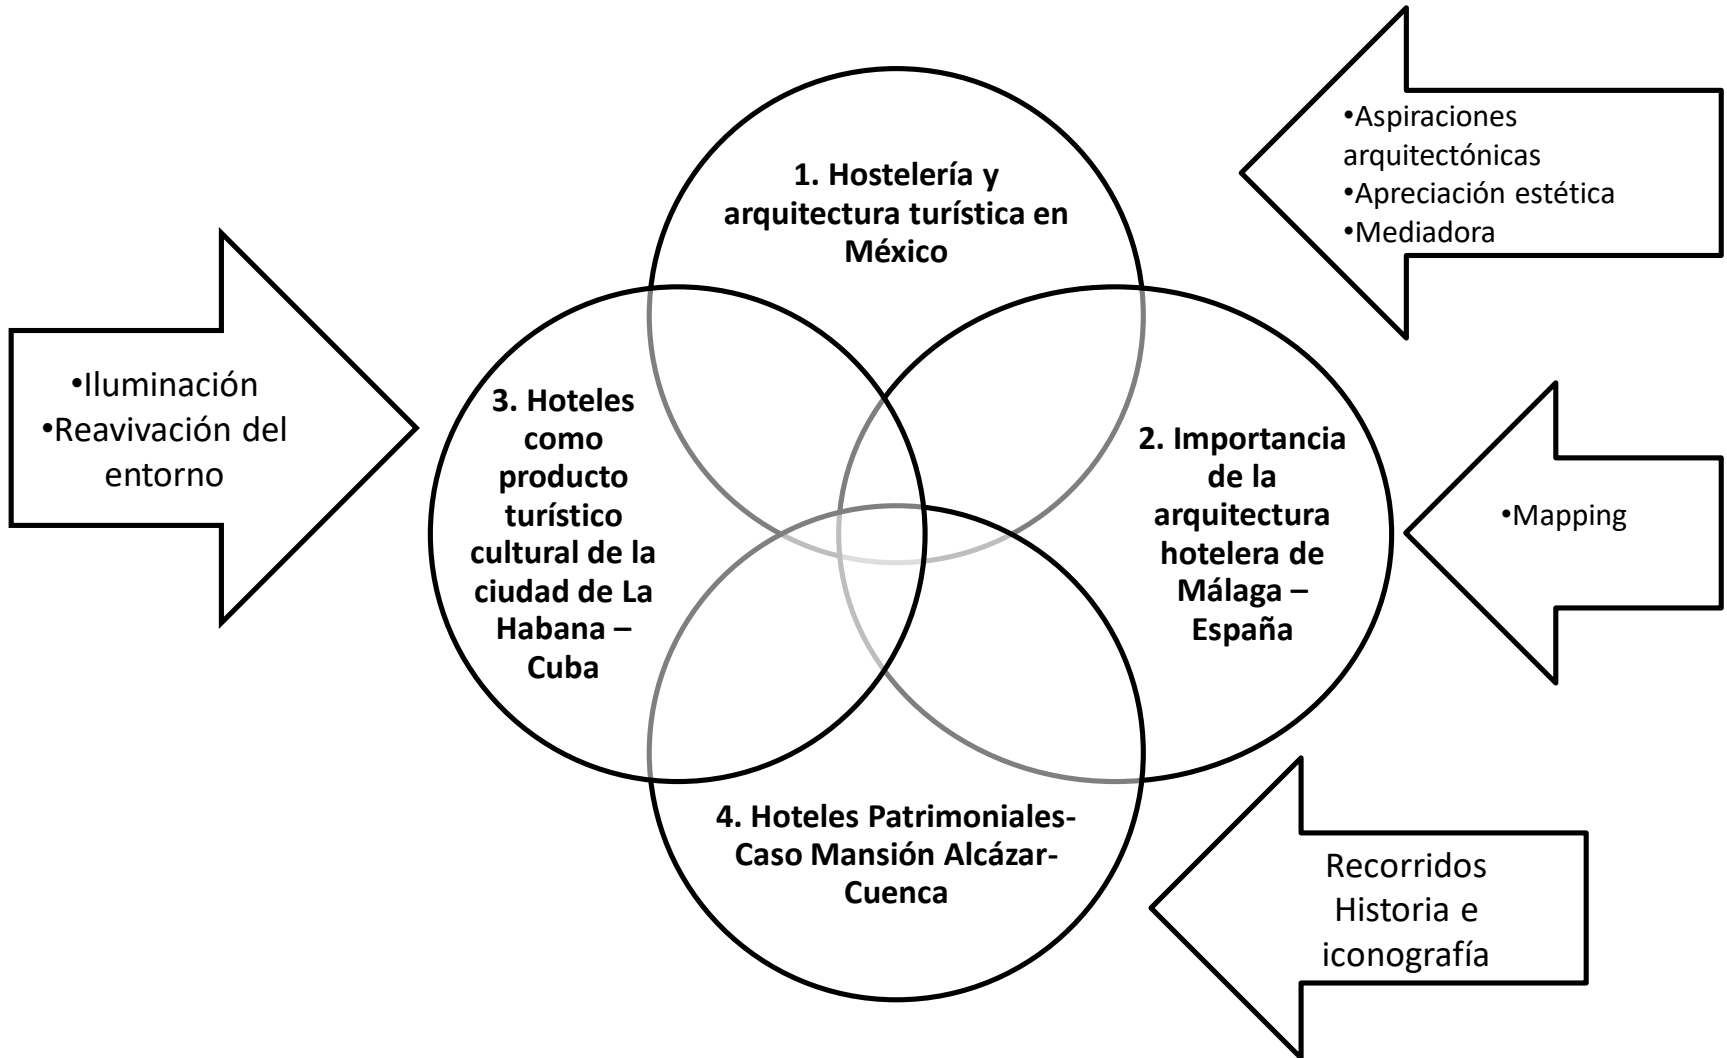 1. Hostelería y
arquitectura turística en
México
•Aspiraciones
arquitectónicas
•Apreciación estética
•Mediadora
•Iluminación
•Reavivación del
entorno
3. Hoteles
como
producto
turístico
cultural de la
ciudad de La
Habana –
Cuba
2. Importancia
de la
arquitectura
hotelera de
Málaga –
España
•Mapping
4. Hoteles Patrimoniales-
Caso Mansión Alcázar-
Cuenca
Recorridos
Historia e
iconografía